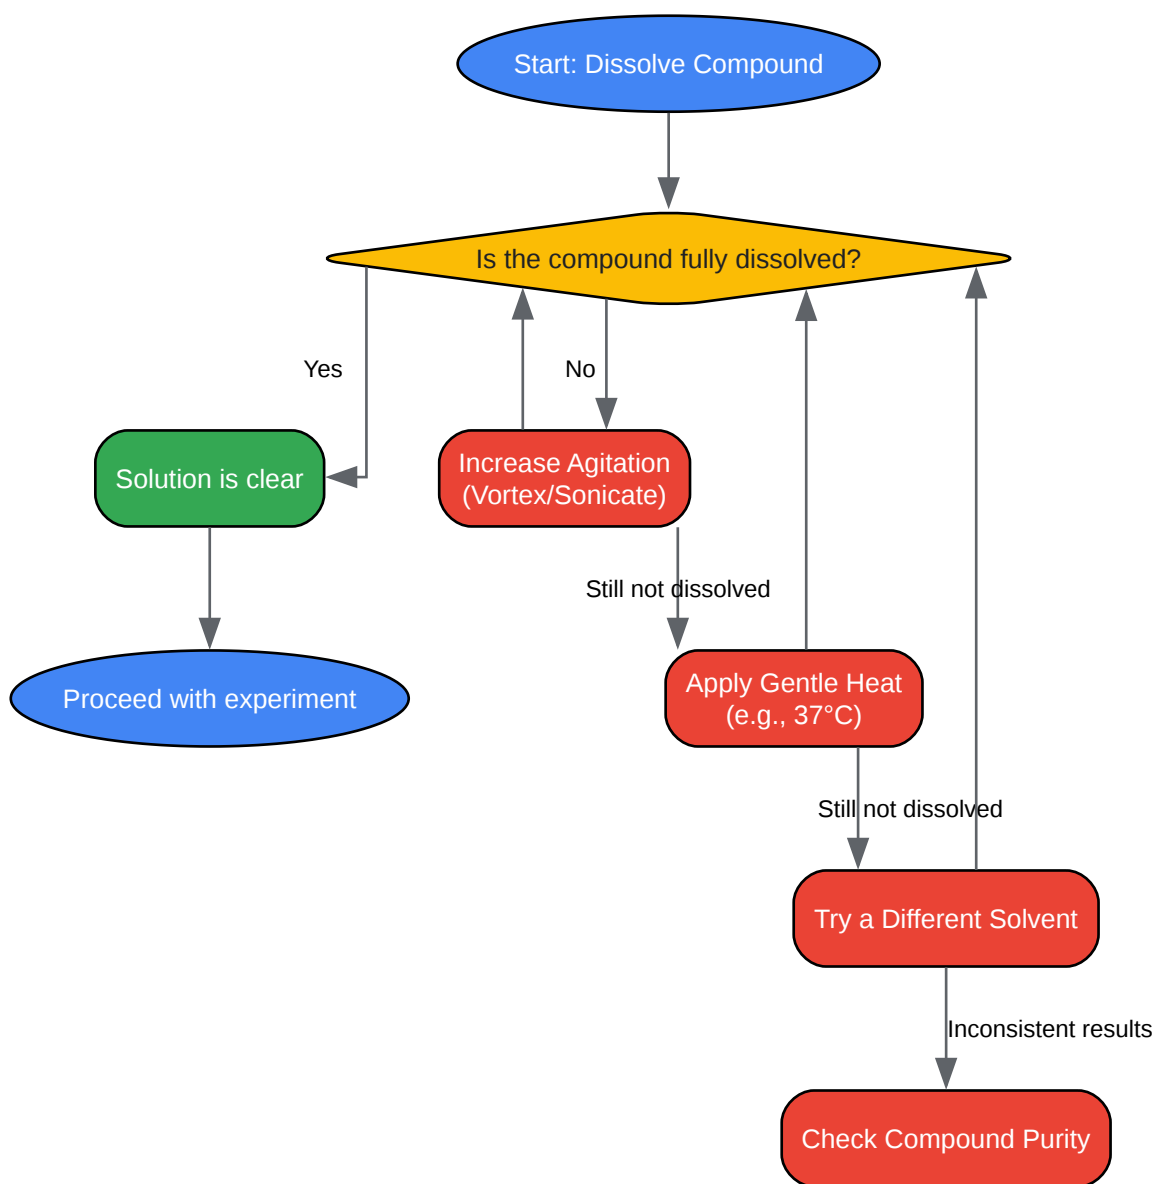 Start: Dissolve Compound
Is the compound fully dissolved?
Yes
No
Solution is clear
Increase Agitation
(Vortex/Sonicate)
Still not dissolved
Proceed with experiment
Apply Gentle Heat
(e.g., 37°C)
Still not dissolved
Try a Different Solvent
Inconsistent results
Check Compound Purity